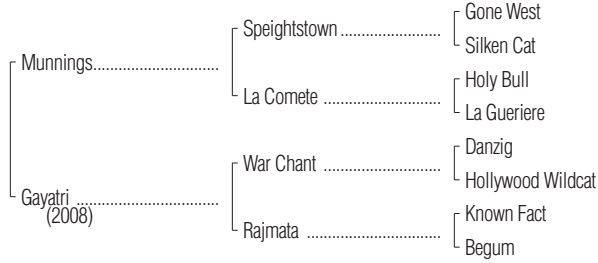 Gone West
Speightstown
Silken Cat
Munnings
Holy Bull
La Comete
La Gueriere
Danzig
War Chant
Hollywood Wildcat
Gayatri
(2008)
Known Fact
Rajmata
Begum